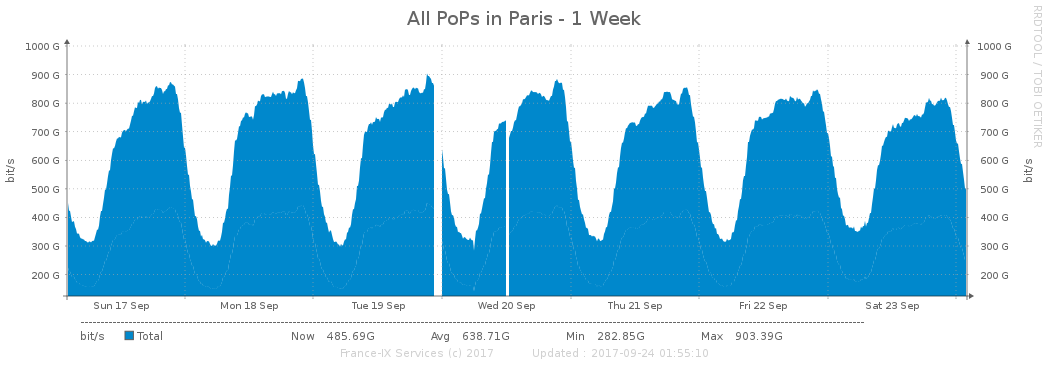 All PoPs in Paris - 1 Week
RRDTOOL / TOBI OETIKER
bit/s
1000 G
900 G
800 G
700 G
600 G
500 G
400 G
300 G
200 G
1000 G
900 G
800 G
700 G
600 G
500 G
400 G
300 G
200 G
bit/s
Sun 17 Sep Mon 18 Sep Tue 19 Sep Wed 20 Sep Thu 21 Sep Fri 22 Sep Sat 23 Sep
bit/s Total Now 485.69G Avg 638.71G Min 282.85G Max 903.39G
France-IX Services (c) 2017 Updated : 2017-09-24 01:55:10